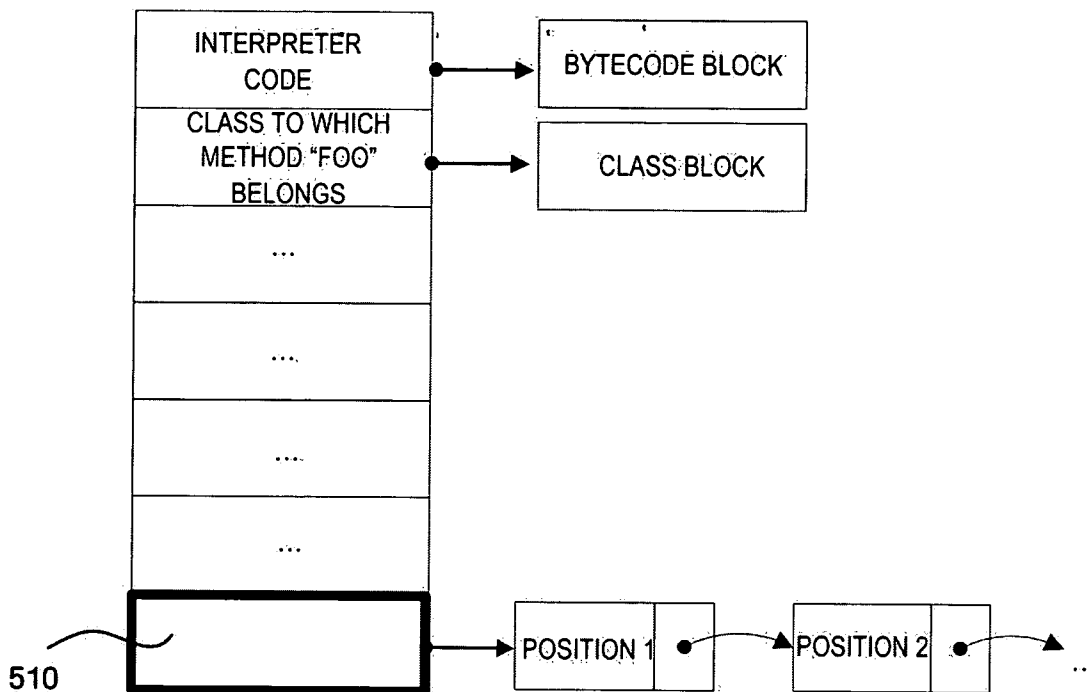 INTERPRETER
CODE
BYTECODE BLOCK
CLASS TO WHICH
METHOD "FOO"
BELONGS
CLASS BLOCK
...
...
...
...
510
POSITION 1
POSITION 2
...